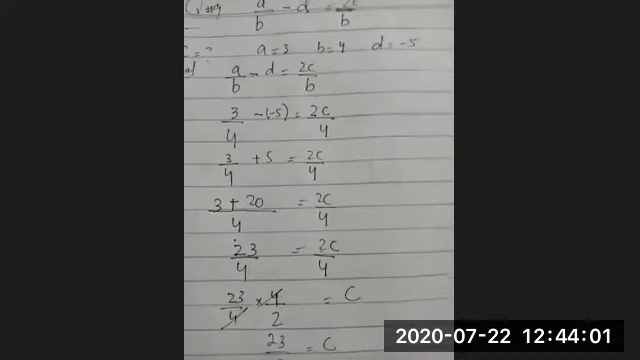 a/b - d = 2c/b
c = ? a = 3 b = 4 d = -5
a/b - d = 2c/b
3/4 - (-5) = 2c/4
3/4 + 5 = 2c/4
3 + 20/4 = 2c/4
23/4 = 2c/4
23/4 × 4/2 = C
23 = C
2020-07-22 12:44:01